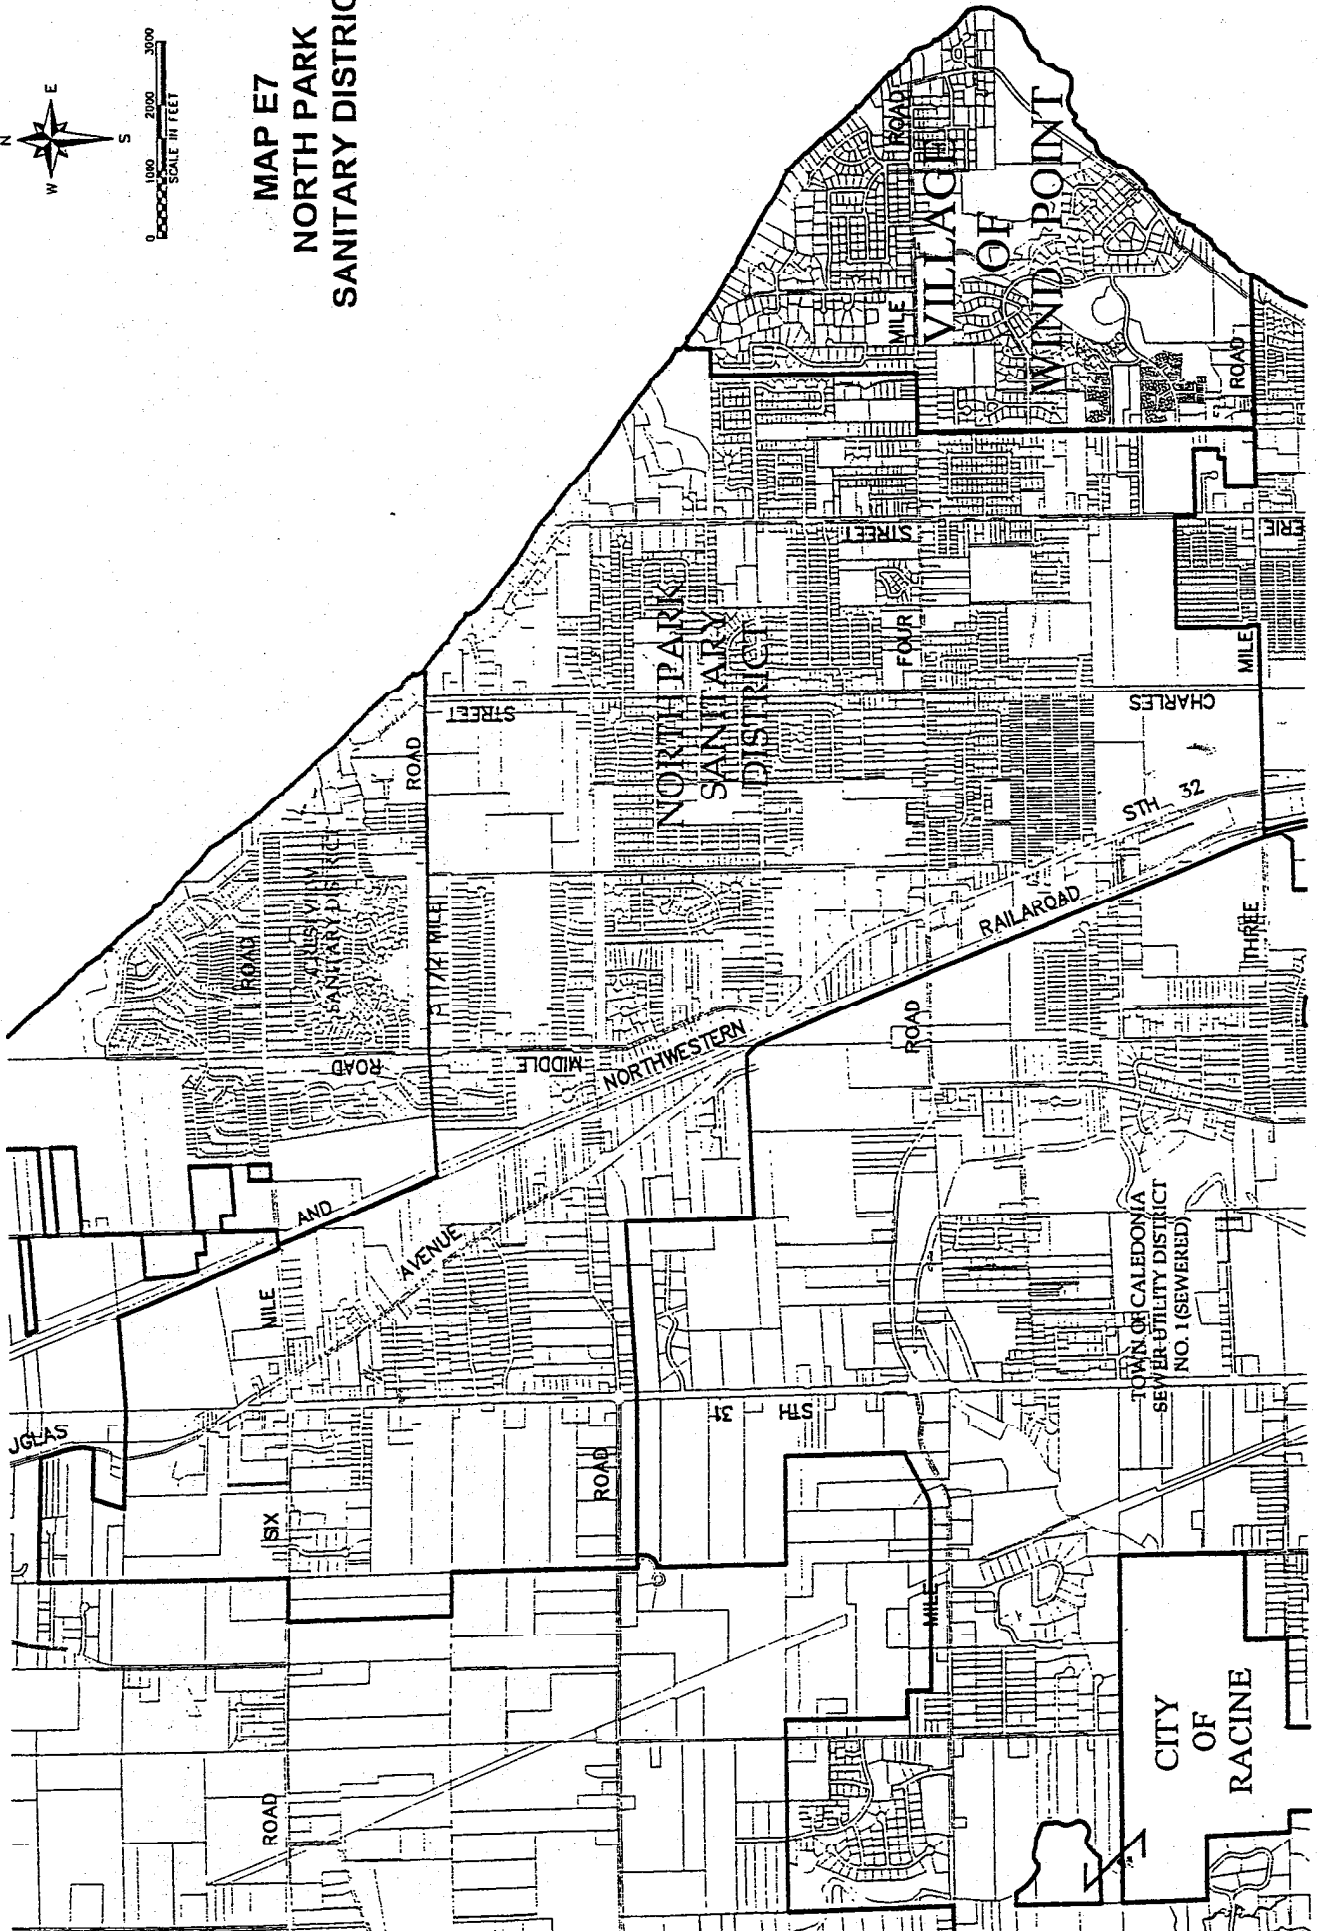 N
E
W
S
0 1000 2000 3000
SCALE IN FEET
MAP E7
NORTH PARK
SANITARY DISTRIC
VILLAGE
OF
WIND POINT
ROAD
MILE
ROAD
STREET
ERIE
NORTH PARK
SANITARY
DISTRICT
FOUR
MILE
STREET
CHARLES
ROAD
STH 32
ROAD
SANITARY DISTRICT
1/2 MILE
RAILAROAD
THREE
ROAD
MIDDLE
NORTHWESTERN
ROAD
AND
AVENUE
MILE
TOWN OF CALEDONIA
SEWER UTILITY DISTRICT
NO. 1 (SEWERED)
JGLAS
31
STH
ROAD
SIX
MILE
ROAD
CITY
OF
RACINE